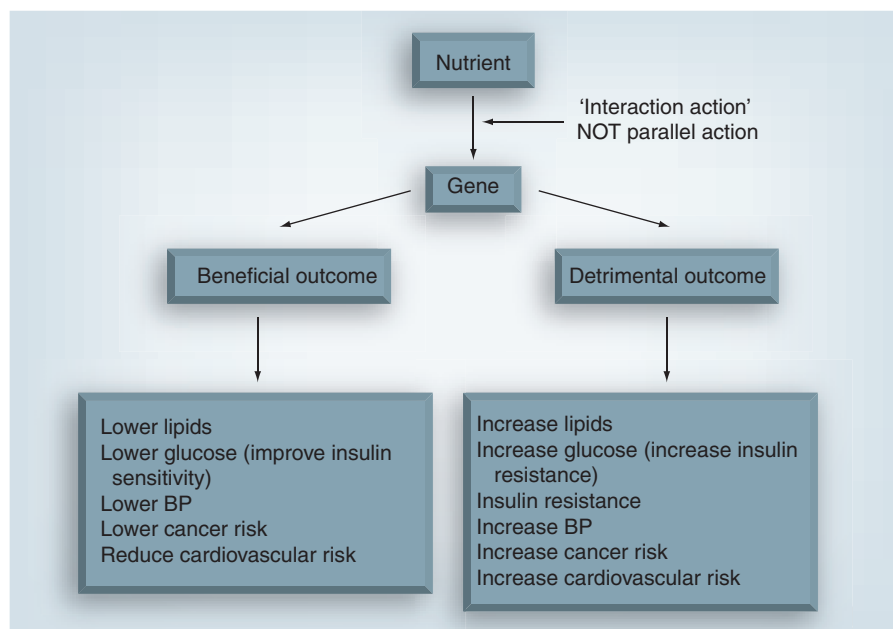 Nutrient
‘Interaction action’
NOT parallel action
Gene
Beneficial outcome
Detrimental outcome
Lower lipids
Lower glucose (improve insulin
sensitivity)
Lower BP
Lower cancer risk
Reduce cardiovascular risk
Increase lipids
Increase glucose (increase insulin
resistance)
Insulin resistance
Increase BP
Increase cancer risk
Increase cardiovascular risk